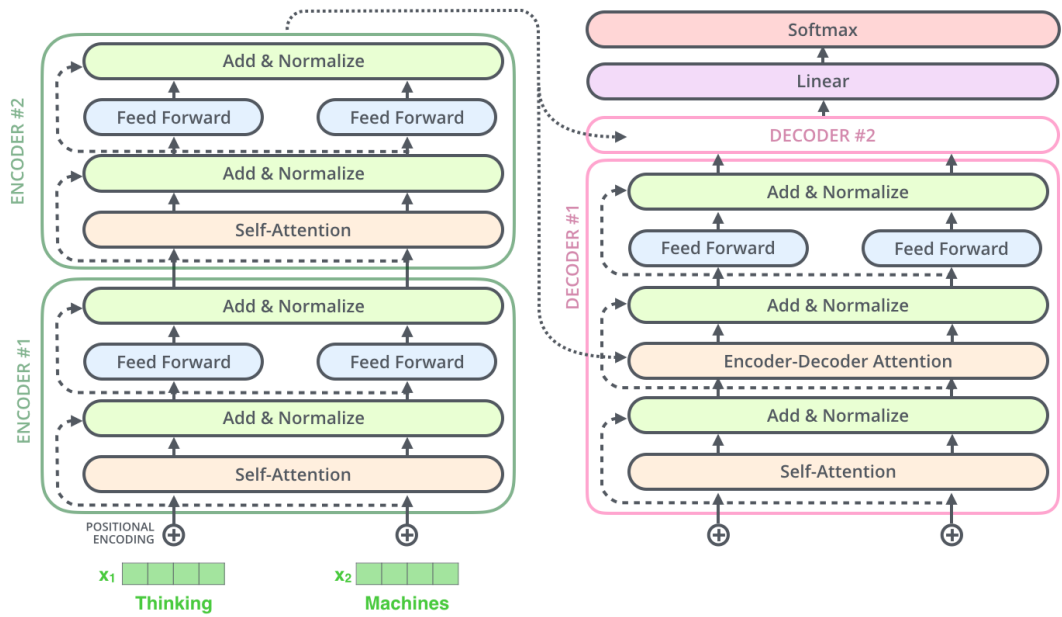 ENCODER #2
Add & Normalize
Feed Forward
Feed Forward
Add & Normalize
Self-Attention
ENCODER #1
Add & Normalize
Feed Forward
Feed Forward
Add & Normalize
Self-Attention
POSITIONAL
ENCODING
x₁
x₂
Thinking
Machines
Softmax
Linear
DECODER #2
DECODER #1
Add & Normalize
Feed Forward
Feed Forward
Add & Normalize
Encoder-Decoder Attention
Add & Normalize
Self-Attention